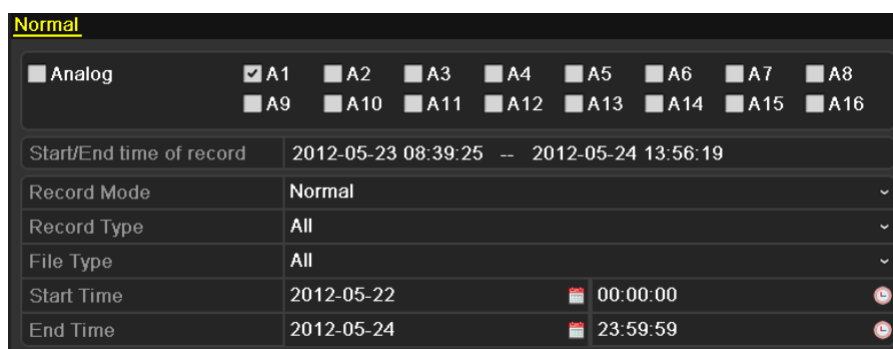 Normal
Analog A1 A2 A3 A4 A5 A6 A7 A8
A9 A10 A11 A12 A13 A14 A15 A16
Start/End time of record 2012-05-23 08:39:25 -- 2012-05-24 13:56:19
Record Mode Normal
Record Type All
File Type All
Start Time 2012-05-22 00:00:00
End Time 2012-05-24 23:59:59